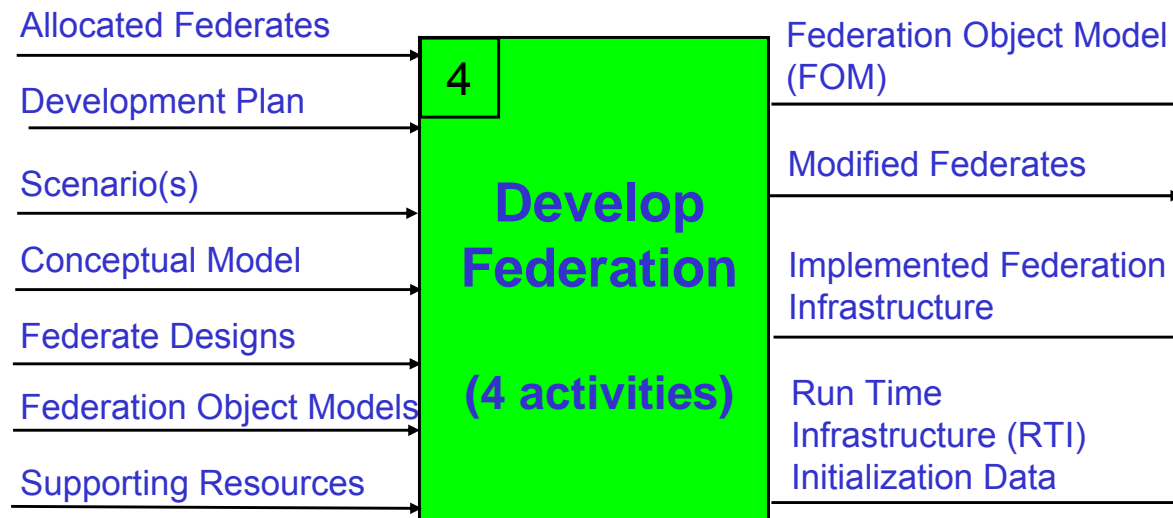 Allocated Federates
Development Plan
Scenario(s)
Conceptual Model
Federate Designs
Federation Object Models
Supporting Resources
4
Develop
Federation
(4 activities)
Federation Object Model
(FOM)
Modified Federates
Implemented Federation
Infrastructure
Run Time
Infrastructure (RTI)
Initialization Data